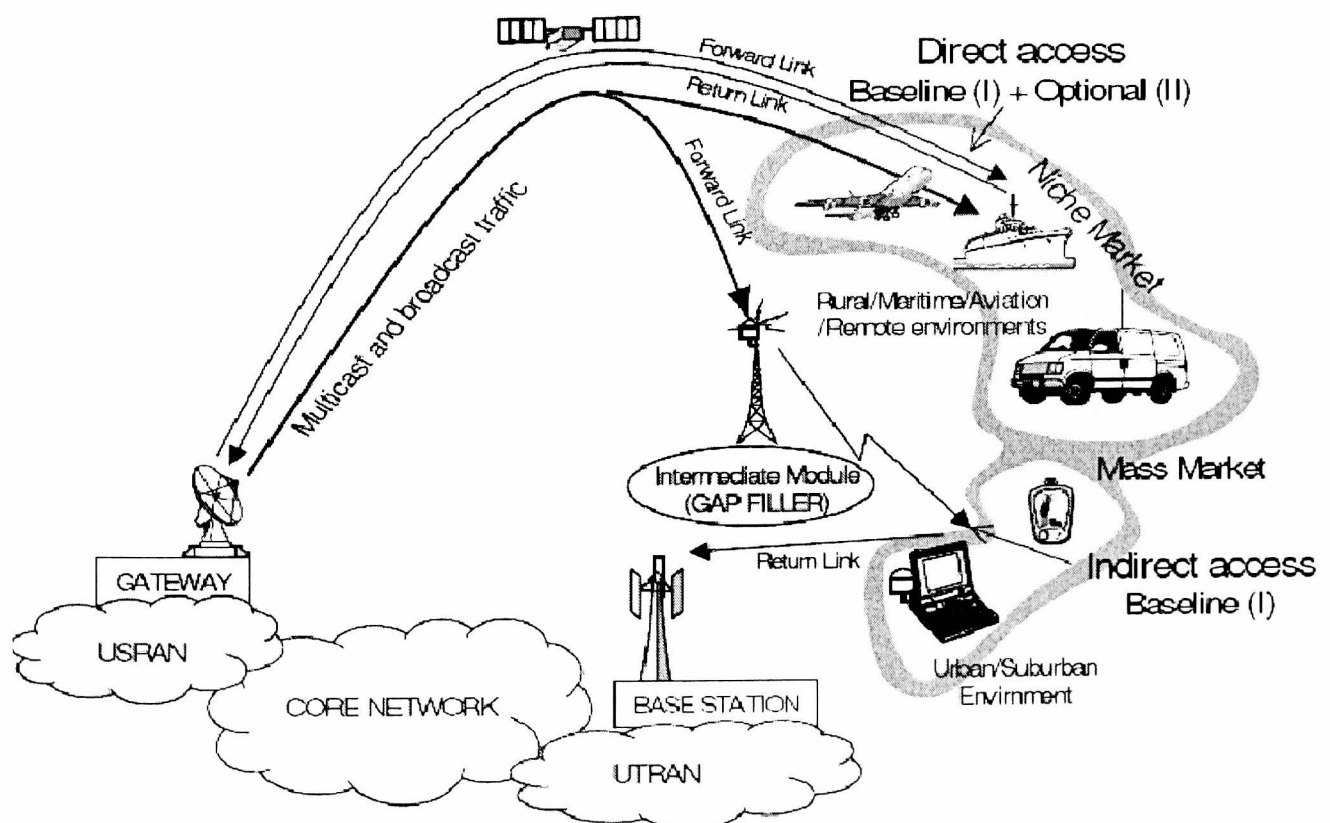 Forward Link
Direct access
Baseline (I) + Optional (II)
Return Link
Forward Link
Niche Market
Multicast and broadcast traffic
Rural/Maritime/Aviation
/Remote environments
Mass Market
Intermediate Module
(GAP FILLER)
Return Link
Indirect access
Baseline (I)
GATEWAY
USRAN
Urban/Suburban
Envirnment
CORE NETWORK
BASE STATION
UTRAN